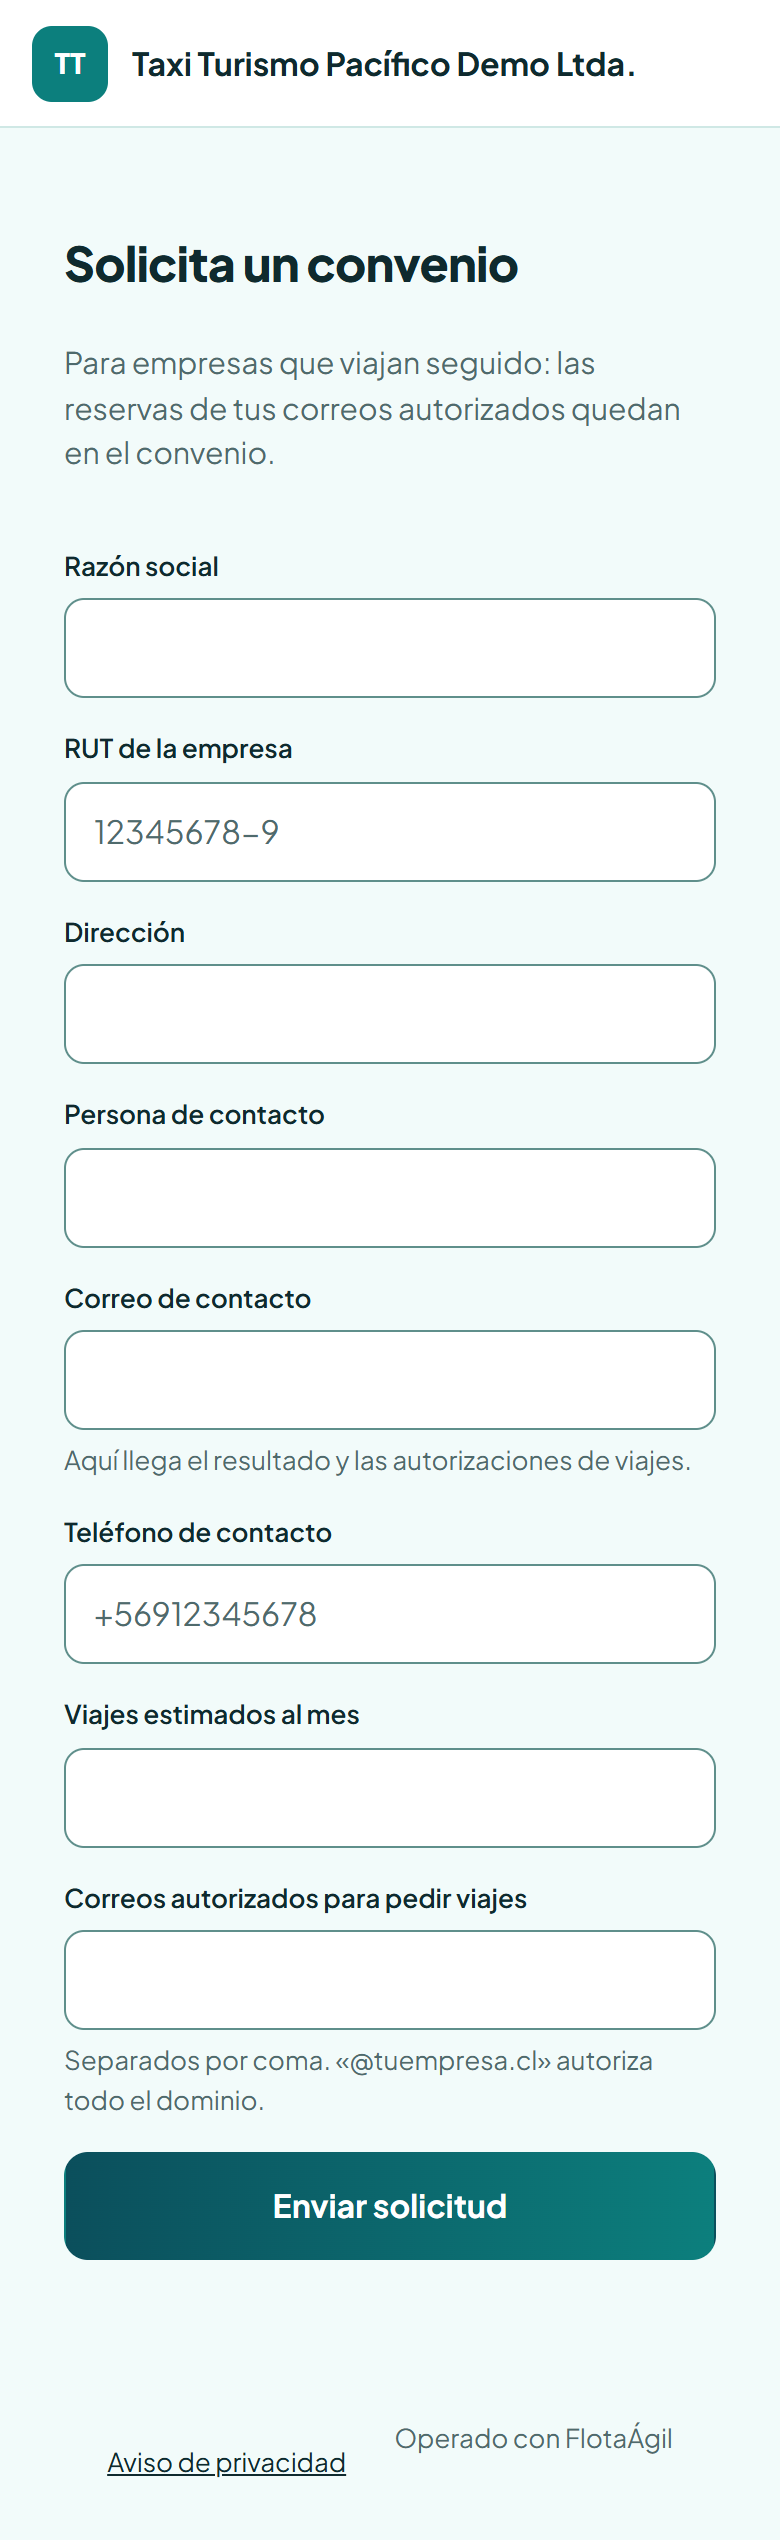 TT
Taxi Turismo Pacífico Demo Ltda.
Solicita un convenio
Para empresas que viajan seguido: las
reservas de tus correos autorizados quedan
en el convenio.
Razón social
RUT de la empresa
12345678-9
Dirección
Persona de contacto
Correo de contacto
Aquí llega el resultado y las autorizaciones de viajes.
Teléfono de contacto
+56912345678
Viajes estimados al mes
Correos autorizados para pedir viajes
Separados por coma. «@tuempresa.cl» autoriza
todo el dominio.
Enviar solicitud
Aviso de privacidad
Operado con FlotaÁgil